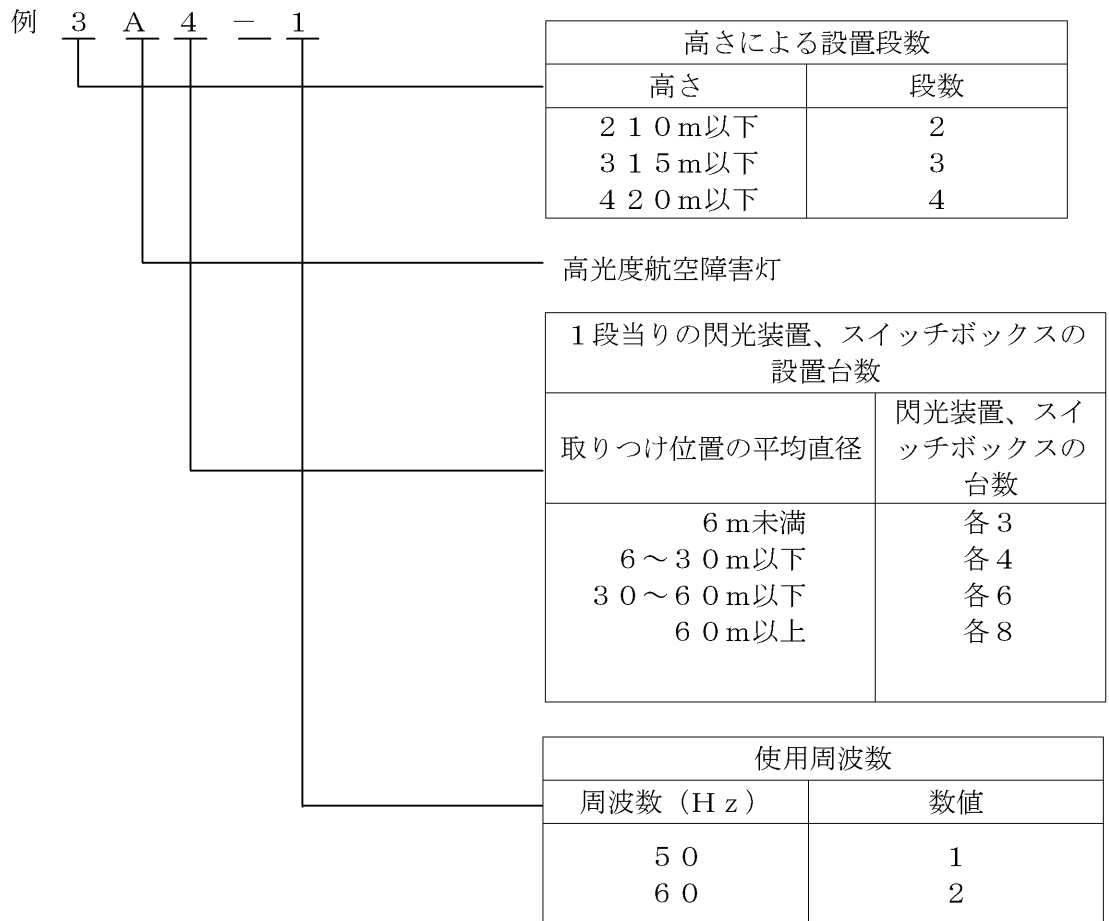 例 ３ Ａ ４ － １
高さによる設置段数
高さ 段数
２１０ｍ以下 ２
３１５ｍ以下 ３
４２０ｍ以下 ４
高光度航空障害灯
１段当りの閃光装置、スイッチボックスの
設置台数
取りつけ位置の平均直径
閃光装置、スイ
ッチボックスの
台数
６ｍ未満 各３
６～３０ｍ以下 各４
３０～６０ｍ以下 各６
６０ｍ以上 各８
使用周波数
周波数（Ｈｚ） 数値
５０ １
６０ ２